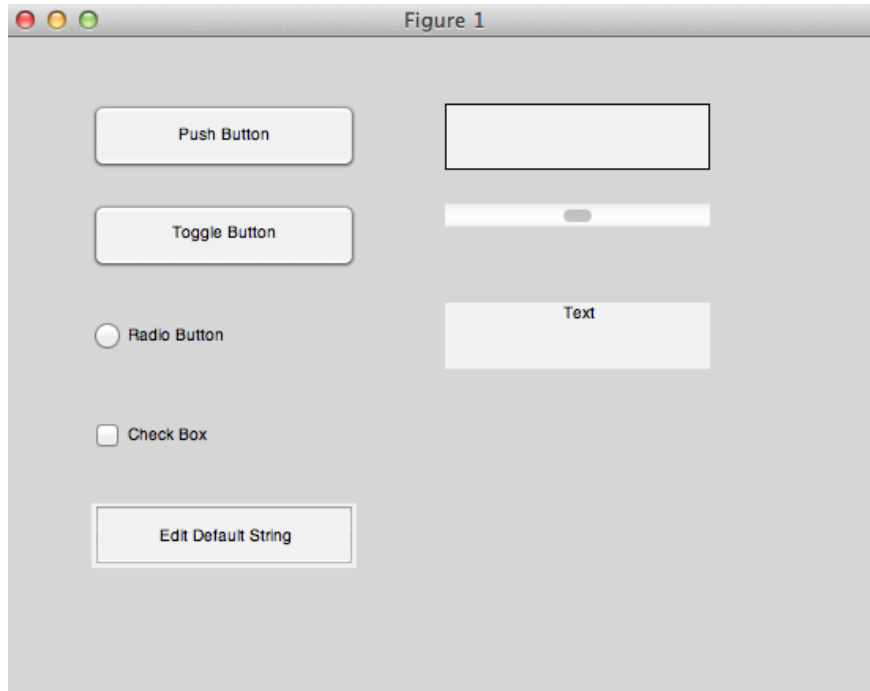 Figure 1
Push Button
Toggle Button
Radio Button
Check Box
Edit Default String
Text